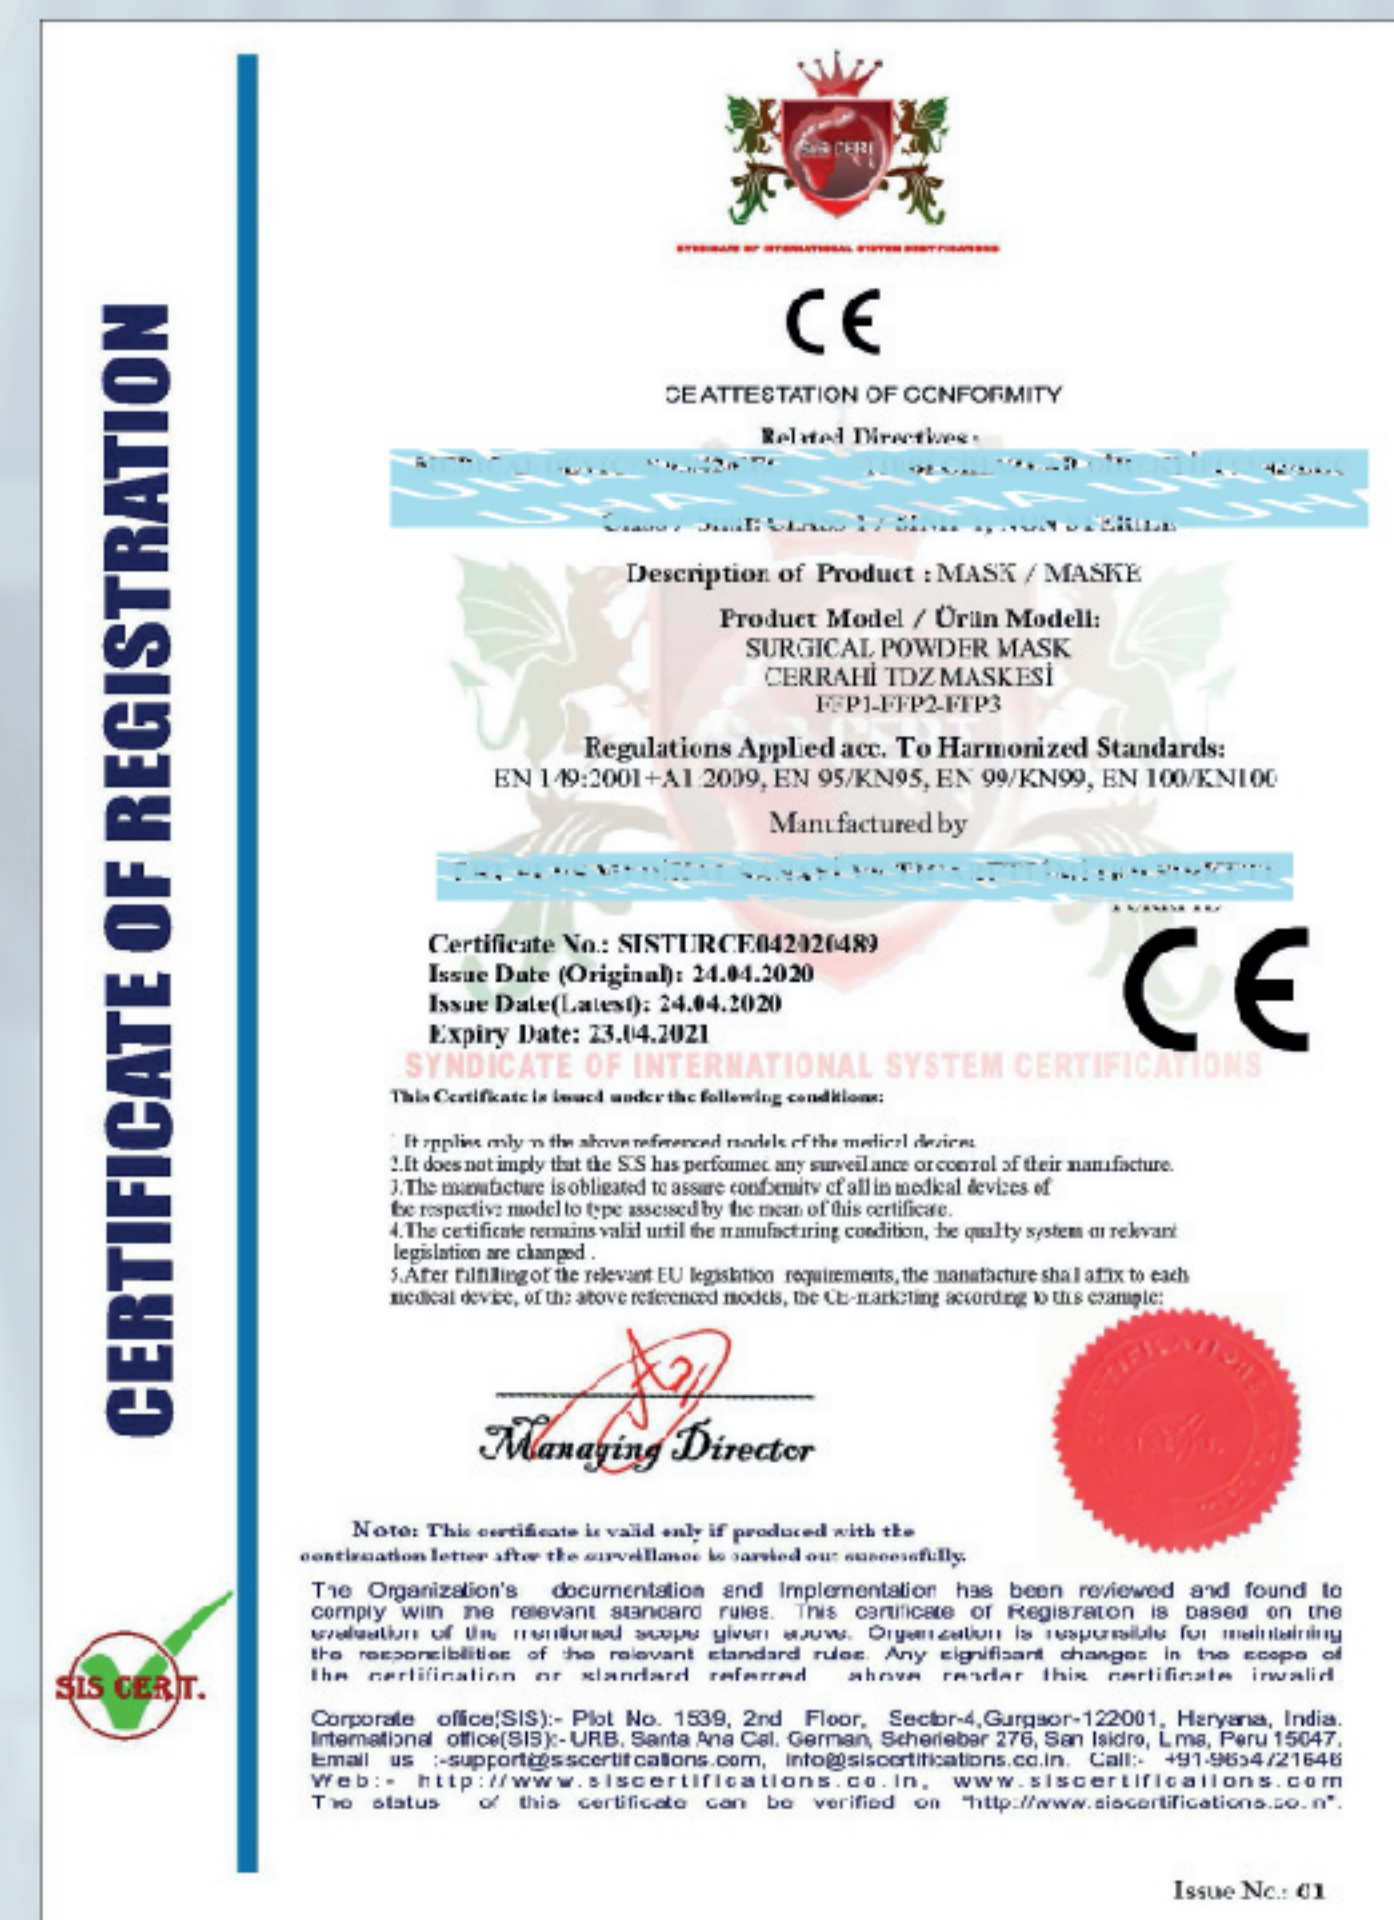 CERTIFICATE OF REGISTRATION
SIS CERT
SYNDICATE OF INTERNATIONAL SYSTEM CERTIFICATIONS
CE
CE ATTESTATION OF CONFORMITY
Related Directives:
UHA UHA UHA
Description of Product : MASK / MASKE
Product Model / Ürün Modeli:
SURGICAL POWDER MASK
CERRAHİ TOZ MASKESİ
FFP1-FFP2-FFP3
Regulations Applied acc. To Harmonized Standards:
EN 149:2001+A1:2009, EN 95/KN95, EN 99/KN99, EN 100/KN100
Manufactured by
Certificate No.: SISTURCE042020489
Issue Date (Original): 24.04.2020
Issue Date(Latest): 24.04.2020
Expiry Date: 23.04.2021
CE
SYNDICATE OF INTERNATIONAL SYSTEM CERTIFICATIONS
This Certificate is issued under the following conditions:
1.It applies only to the above referenced models of the medical devices.
2.It does not imply that the SIS has performed any surveillance or control of their manufacture.
3.The manufacture is obligated to assure conformity of all in medical devices of
the respective model to type assessed by the mean of this certificate.
4.The certificate remains valid until the manufacturing condition, the quality system or relevant
legislation are changed .
5.After fulfilling of the relevant EU legislation requirements, the manufacture shall affix to each
medical device, of the above referenced models, the CE-marketing according to this example:
Managing Director
Note: This certificate is valid only if produced with the
continuation letter after the surveillance is carried out successfully.
The Organization's documentation and Implementation has been reviewed and found to
comply with the relevant standard rules. This certificate of Registration is based on the
evaluation of the mentioned scope given above. Organization is responsible for maintaining
the responsibilities of the relevant standard rules. Any significant changes in the scope of
the certification or standard referred above render this certificate invalid
SIS CERT.
Corporate office(SIS):- Plot No. 1539, 2nd Floor, Sector-4,Gurgaon-122001, Haryana, India.
International office(SIS):- URB. Santa Ana Cal. German, Scherieber 276, San Isidro, Lima, Peru 15047.
Email us :-support@siscertifications.com, info@siscertifications.co.in. Call:- +91-9654721646
Web:- http://www.siscertifications.co.in, www.siscertifications.com
The status of this certificate can be verified on "http://www.siscertifications.co.in".
Issue No.: 01